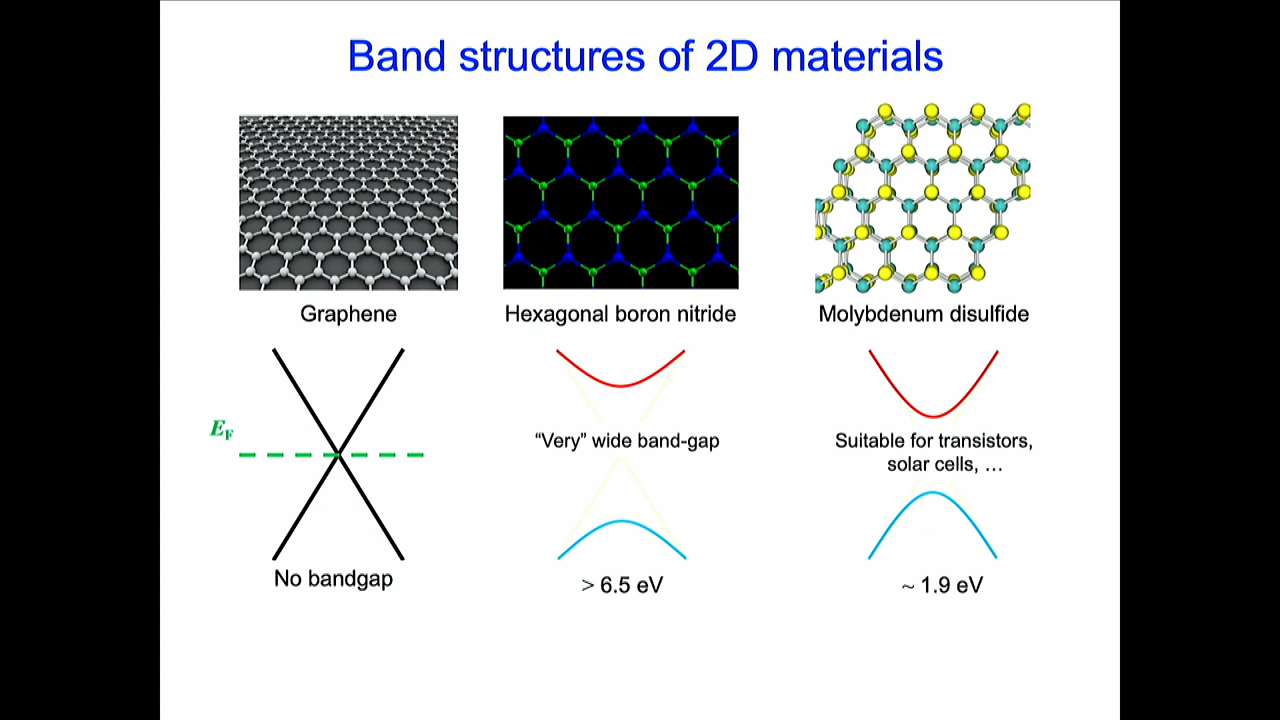 Band structures of 2D materials
Graphene
Hexagonal boron nitride
Molybdenum disulfide
E_F
"Very" wide band-gap
Suitable for transistors,
solar cells, …
No bandgap
> 6.5 eV
~ 1.9 eV